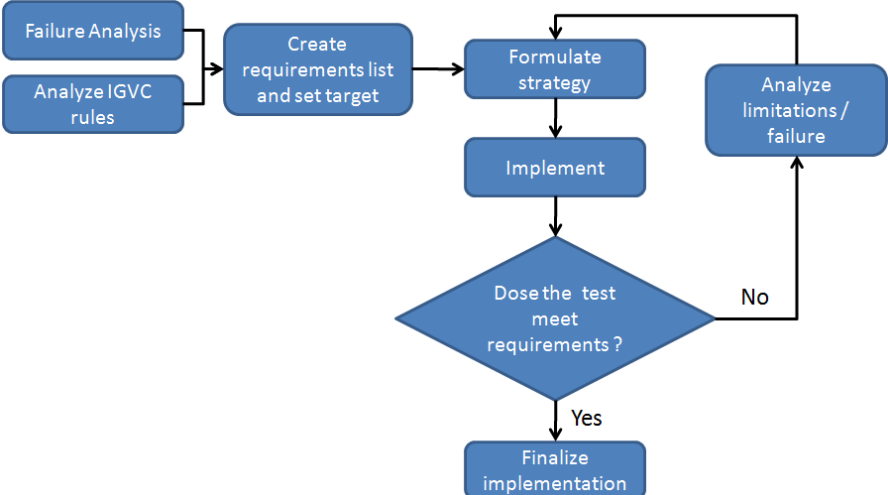 Failure Analysis
Analyze IGVC
rules
Create
requirements list
and set target
Formulate
strategy
Analyze
limitations /
failure
Implement
Dose the test
meet
requirements ?
No
Yes
Finalize
implementation